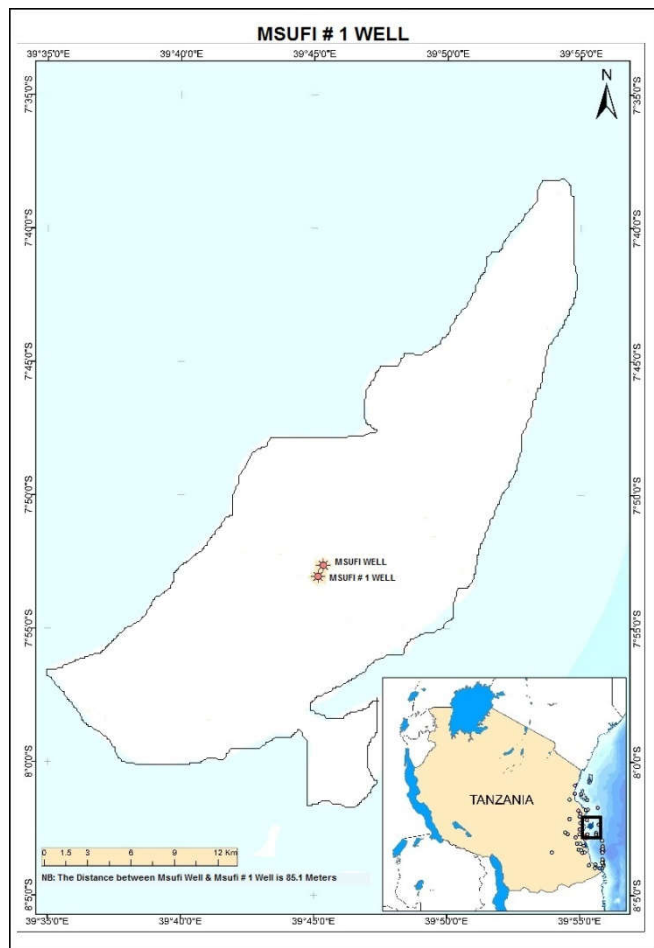 MSUFI # 1 WELL
39°35'0"E 39°40'0"E 39°45'0"E 39°50'0"E 39°55'0"E
N
7°35'0"S 7°35'0"S
7°40'0"S 7°40'0"S
7°45'0"S 7°45'0"S
7°50'0"S 7°50'0"S
MSUFI WELL
MSUFI # 1 WELL
7°55'0"S 7°55'0"S
8°0'0"S 8°0'0"S
TANZANIA
0 1.5 3 6 9 12 Km
NB: The Distance between Msufi Well & Msufi # 1 Well is 85.1 Meters
8°5'0"S 8°5'0"S
39°35'0"E 39°40'0"E 39°45'0"E 39°50'0"E 39°55'0"E